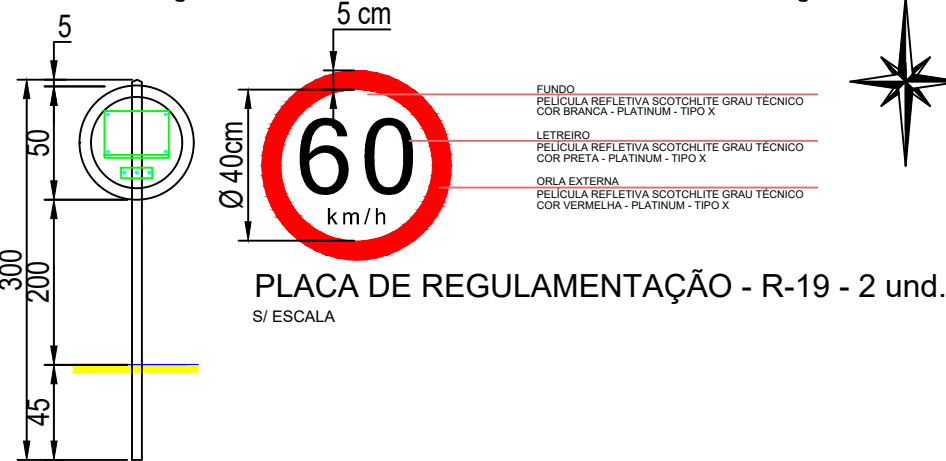 5 cm
5
50
300
200
45
Ø 40cm
60
km/h
FUNDO
PELÍCULA REFLETIVA SCOTCHLITE GRAU TÉCNICO
COR BRANCA - PLATINUM - TIPO X
LETREIRO
PELÍCULA REFLETIVA SCOTCHLITE GRAU TÉCNICO
COR PRETA - PLATINUM - TIPO X
ORLA EXTERNA
PELÍCULA REFLETIVA SCOTCHLITE GRAU TÉCNICO
COR VERMELHA - PLATINUM - TIPO X
PLACA DE REGULAMENTAÇÃO - R-19 - 2 und.
S/ ESCALA